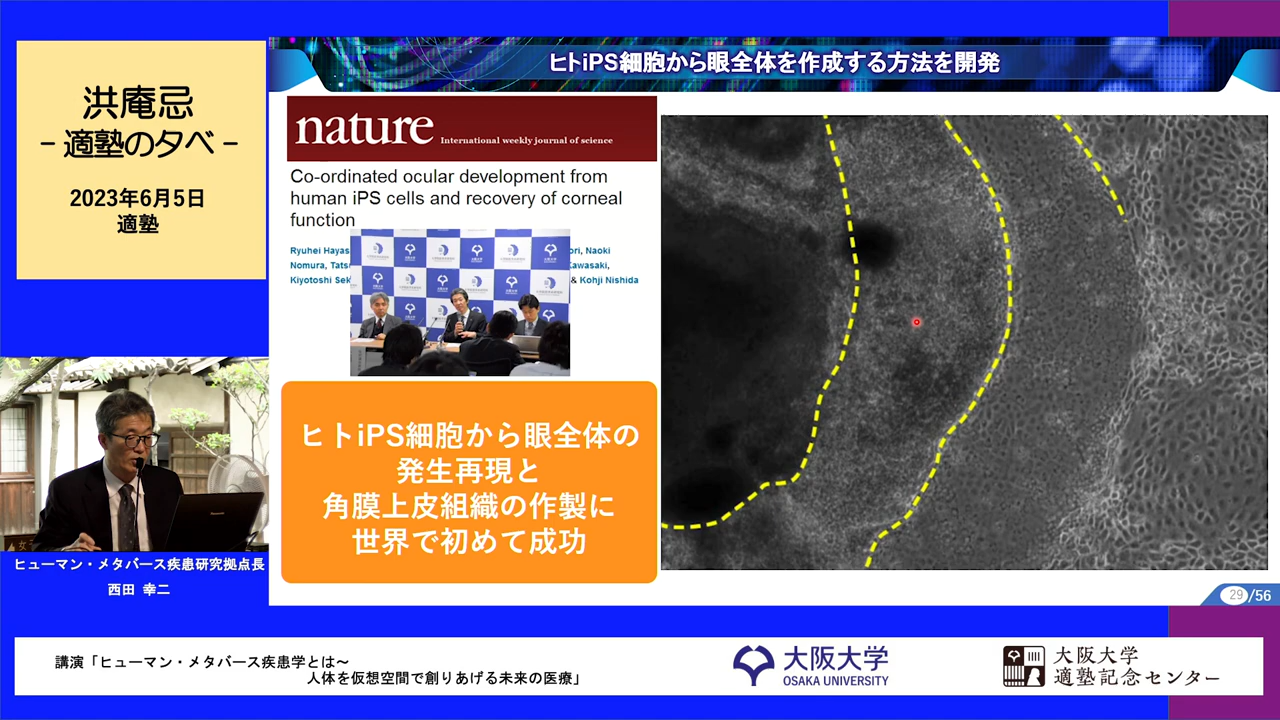 洪庵忌
- 適塾の夕べ -
2023年6月5日
適塾
ヒューマン・メタバース疾患研究拠点長
西田 幸二
ヒトiPS細胞から眼全体を作成する方法を開発
nature International weekly journal of science
Co-ordinated ocular development from
human iPS cells and recovery of corneal
function
Ryuhei Hayas ori, Naoki
Nomura, Tats Kawasaki,
Kiyotoshi Sek & Kohji Nishida
ヒトiPS細胞から眼全体の
発生再現と
角膜上皮組織の作製に
世界で初めて成功
29/56
講演「ヒューマン・メタバース疾患学とは～
人体を仮想空間で創りあげる未来の医療」
大阪大学
OSAKA UNIVERSITY
大阪大学
適塾記念センター